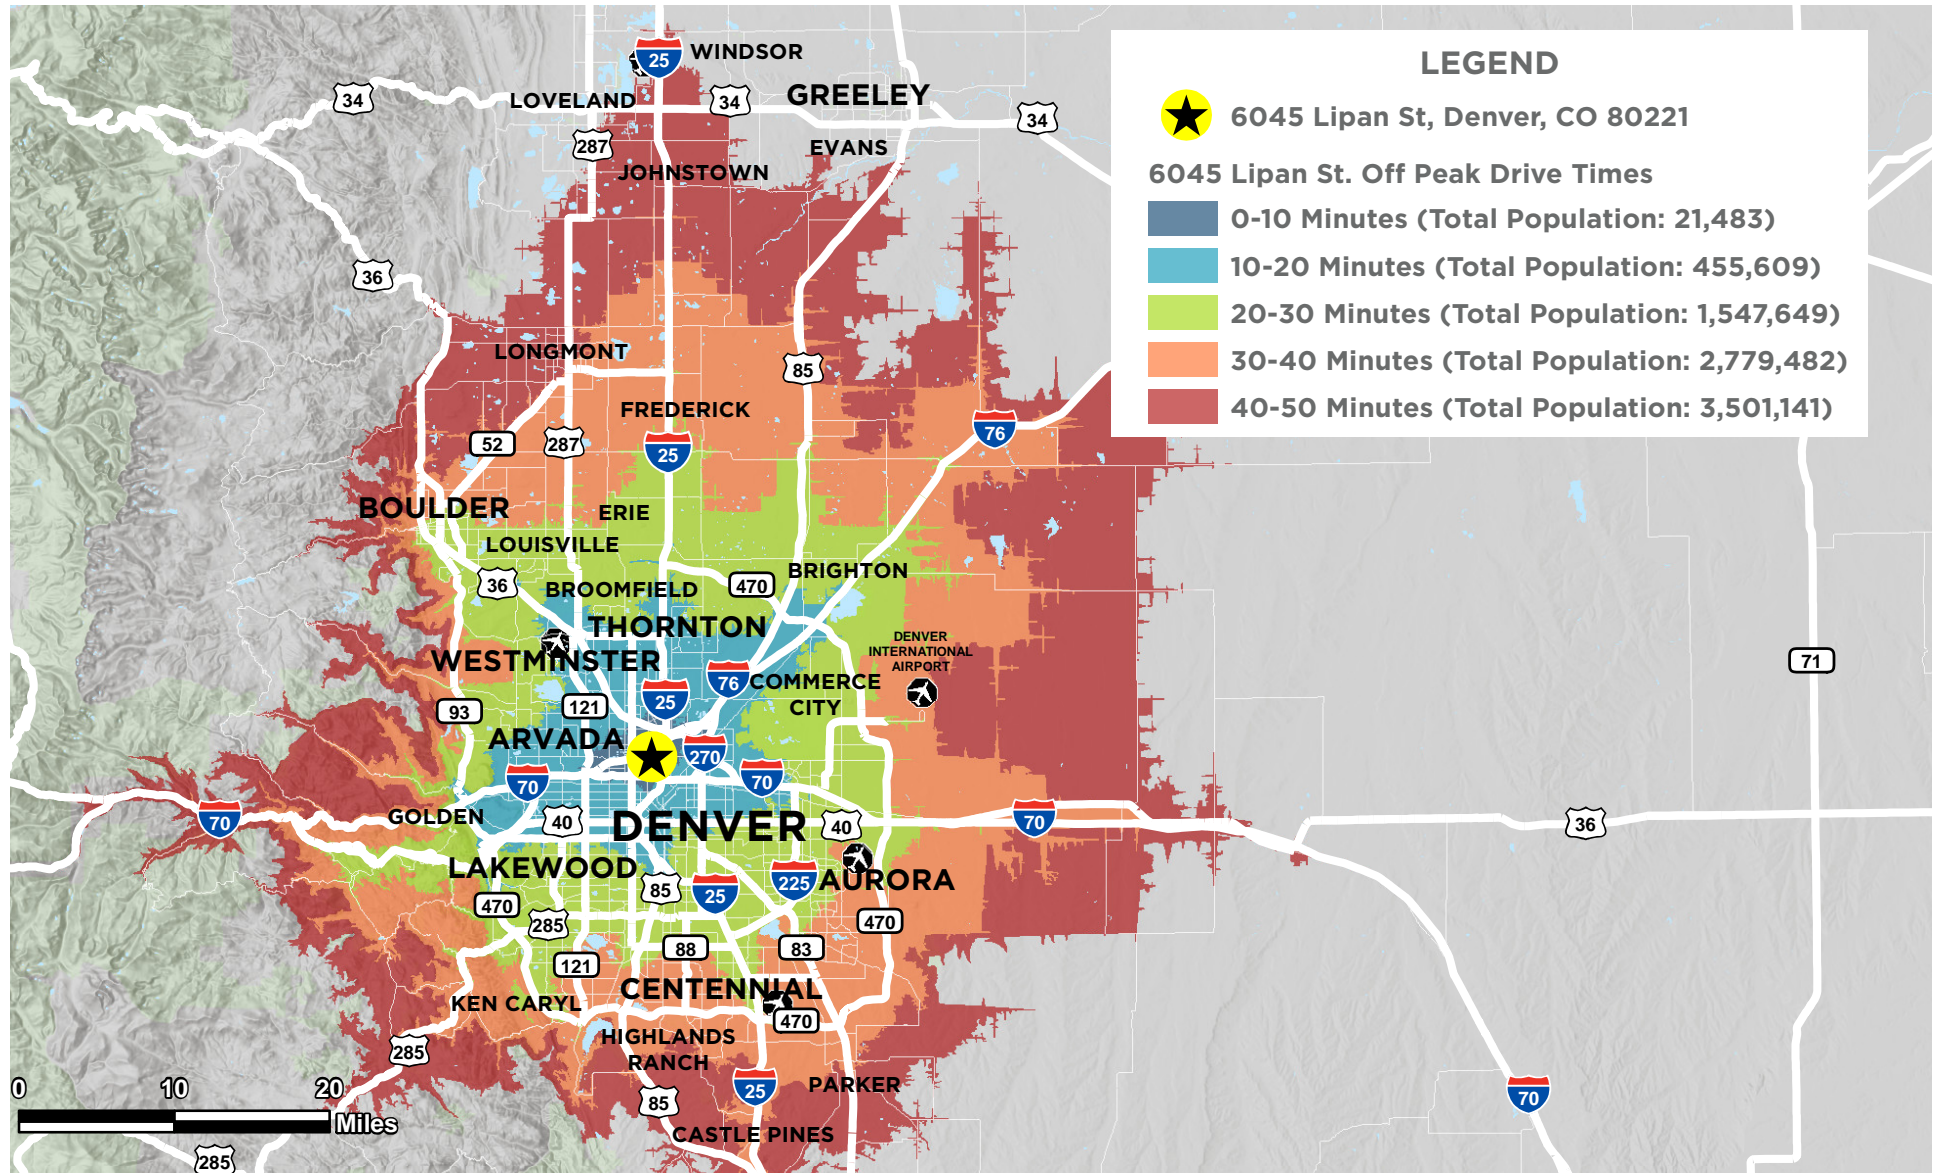 LEGEND
6045 Lipan St, Denver, CO 80221
6045 Lipan St. Off Peak Drive Times
0-10 Minutes (Total Population: 21,483)
10-20 Minutes (Total Population: 455,609)
20-30 Minutes (Total Population: 1,547,649)
30-40 Minutes (Total Population: 2,779,482)
40-50 Minutes (Total Population: 3,501,141)
25
WINDSOR
34
LOVELAND
34
GREELEY
34
287
EVANS
JOHNSTOWN
36
LONGMONT
85
FREDERICK
76
52
287
25
BOULDER
ERIE
LOUISVILLE
36
BROOMFIELD
470
BRIGHTON
THORNTON
DENVER
INTERNATIONAL
AIRPORT
WESTMINSTER
71
76
COMMERCE
CITY
25
93
121
ARVADA
270
70
70
GOLDEN
70
40
DENVER
40
70
36
LAKEWOOD
85
25
225
AURORA
470
285
470
121
88
83
CENTENNIAL
KEN CARYL
470
HIGHLANDS
RANCH
285
25
PARKER
85
70
CASTLE PINES
0
10
20
Miles
285